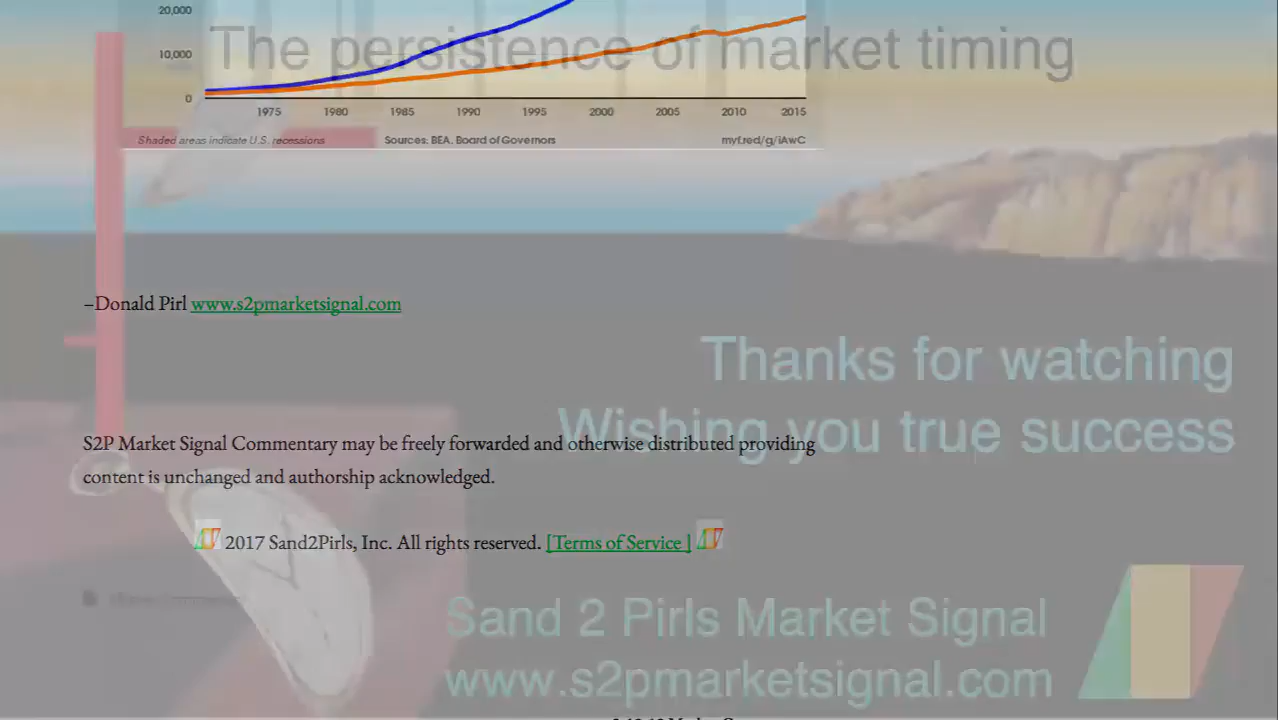 20,000
The persistence of market timing
10,000
0
1975 1980 1985 1990 1995 2000 2005 2010 2015
Shaded areas indicate U.S. recessions Sources: BEA, Board of Governors myf.red/g/iAwC
–Donald Pirl www.s2pmarketsignal.com
Thanks for watching
Wishing you true success
S2P Market Signal Commentary may be freely forwarded and otherwise distributed providing
content is unchanged and authorship acknowledged.
2017 Sand2Pirls, Inc. All rights reserved. [Terms of Service ]
Sand 2 Pirls Market Signal
www.s2pmarketsignal.com